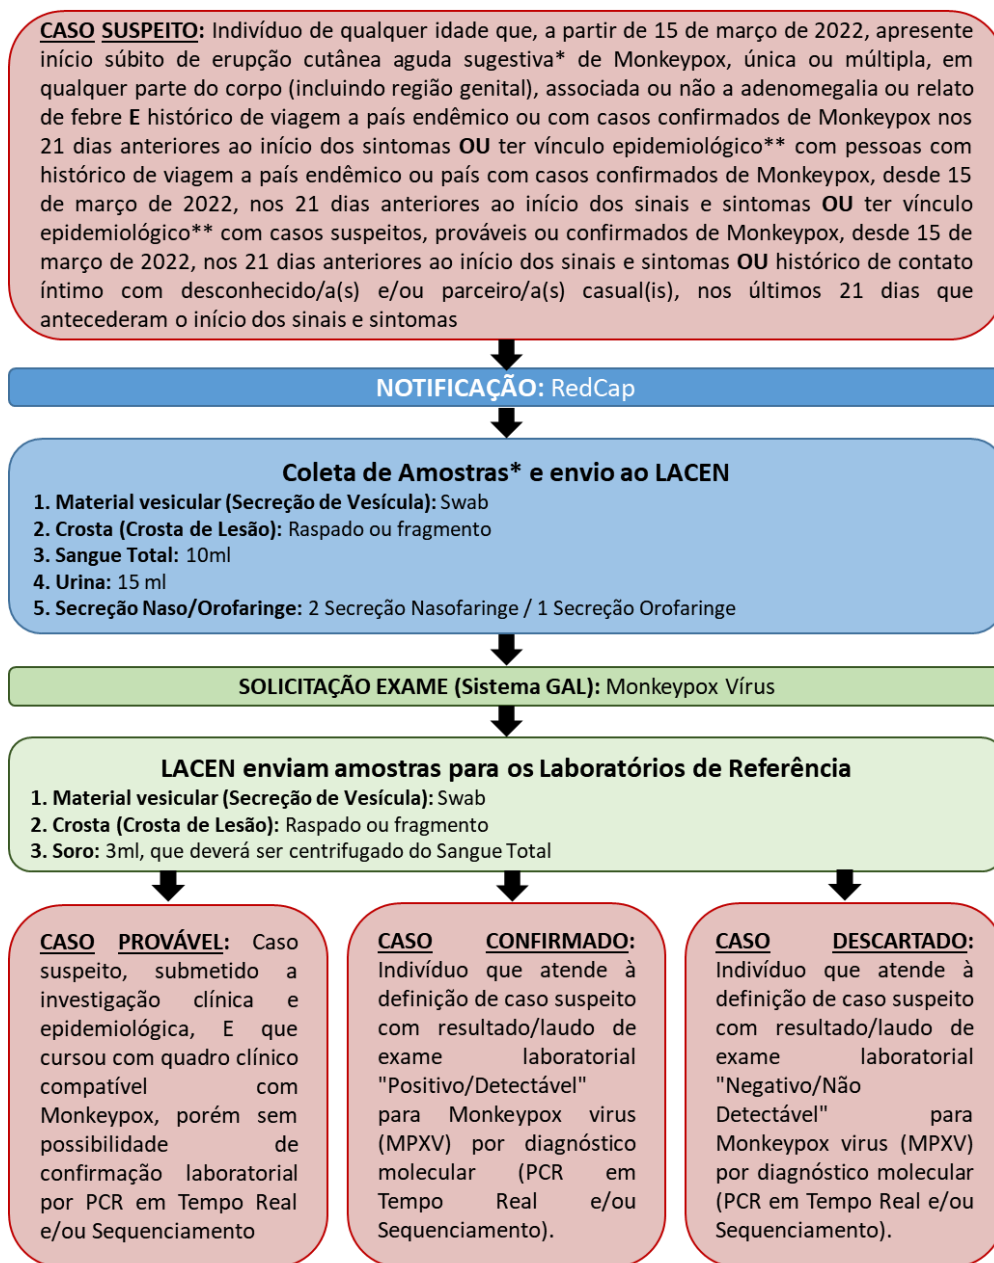 CASO SUSPEITO: Indivíduo de qualquer idade que, a partir de 15 de março de 2022, apresente
início súbito de erupção cutânea aguda sugestiva* de Monkeypox, única ou múltipla, em
qualquer parte do corpo (incluindo região genital), associada ou não a adenomegalia ou relato
de febre E histórico de viagem a país endêmico ou com casos confirmados de Monkeypox nos
21 dias anteriores ao início dos sintomas OU ter vínculo epidemiológico** com pessoas com
histórico de viagem a país endêmico ou país com casos confirmados de Monkeypox, desde 15
de março de 2022, nos 21 dias anteriores ao início dos sinais e sintomas OU ter vínculo
epidemiológico** com casos suspeitos, prováveis ou confirmados de Monkeypox, desde 15 de
março de 2022, nos 21 dias anteriores ao início dos sinais e sintomas OU histórico de contato
íntimo com desconhecido/a(s) e/ou parceiro/a(s) casual(is), nos últimos 21 dias que
antecederam o início dos sinais e sintomas
NOTIFICAÇÃO: RedCap
Coleta de Amostras* e envio ao LACEN
1. Material vesicular (Secreção de Vesícula): Swab
2. Crosta (Crosta de Lesão): Raspado ou fragmento
3. Sangue Total: 10ml
4. Urina: 15 ml
5. Secreção Naso/Orofaringe: 2 Secreção Nasofaringe / 1 Secreção Orofaringe
SOLICITAÇÃO EXAME (Sistema GAL): Monkeypox Vírus
LACEN enviam amostras para os Laboratórios de Referência
1. Material vesicular (Secreção de Vesícula): Swab
2. Crosta (Crosta de Lesão): Raspado ou fragmento
3. Soro: 3ml, que deverá ser centrifugado do Sangue Total
CASO PROVÁVEL: Caso
suspeito, submetido a
investigação clínica e
epidemiológica, E que
cursou com quadro clínico
compatível com
Monkeypox, porém sem
possibilidade de
confirmação laboratorial
por PCR em Tempo Real
e/ou Sequenciamento
CASO CONFIRMADO:
Indivíduo que atende à
definição de caso suspeito
com resultado/laudo de
exame laboratorial
"Positivo/Detectável"
para Monkeypox virus
(MPXV) por diagnóstico
molecular (PCR em
Tempo Real e/ou
Sequenciamento).
CASO DESCARTADO:
Indivíduo que atende à
definição de caso suspeito
com resultado/laudo de
exame laboratorial
"Negativo/Não
Detectável" para
Monkeypox virus (MPXV)
por diagnóstico molecular
(PCR em Tempo Real e/ou
Sequenciamento).